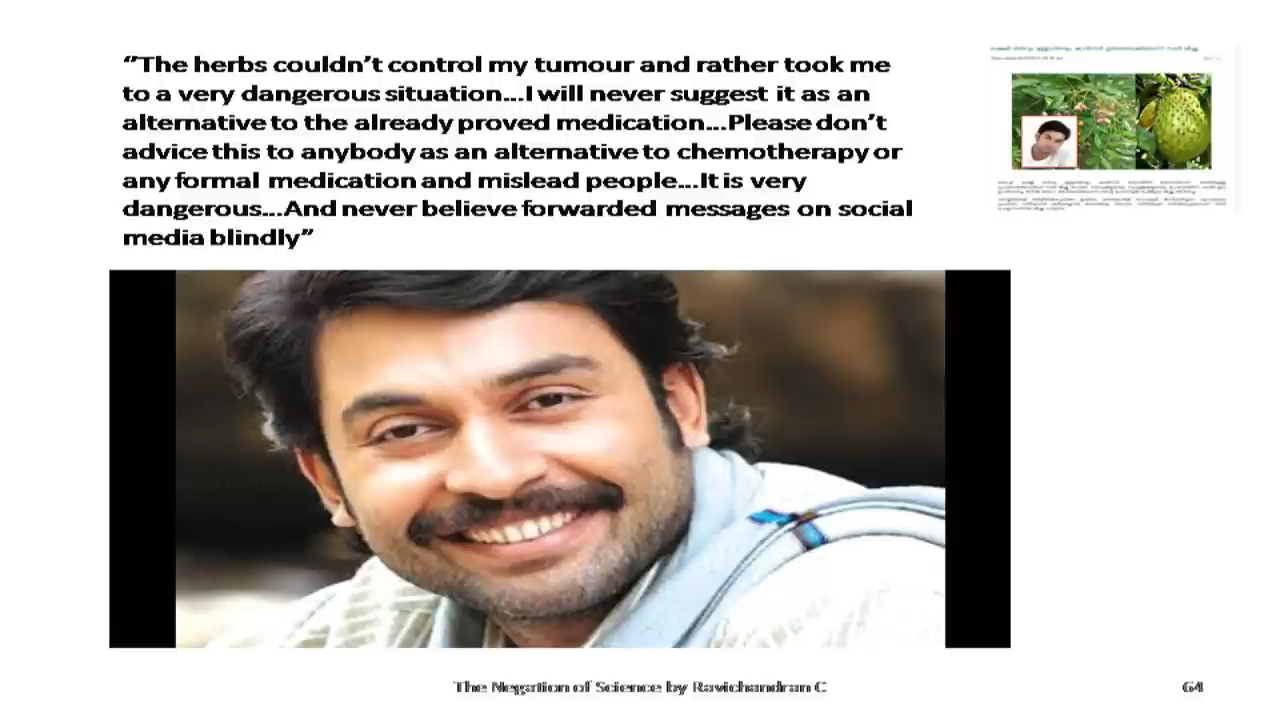 “The herbs couldn’t control my tumour and rather took me
to a very dangerous situation...I will never suggest it as an
alternative to the already proved medication...Please don’t
advice this to anybody as an alternative to chemotherapy or
any formal medication and mislead people...It is very
dangerous...And never believe forwarded messages on social
media blindly”
The Negation of Science by Ravichandran C
64